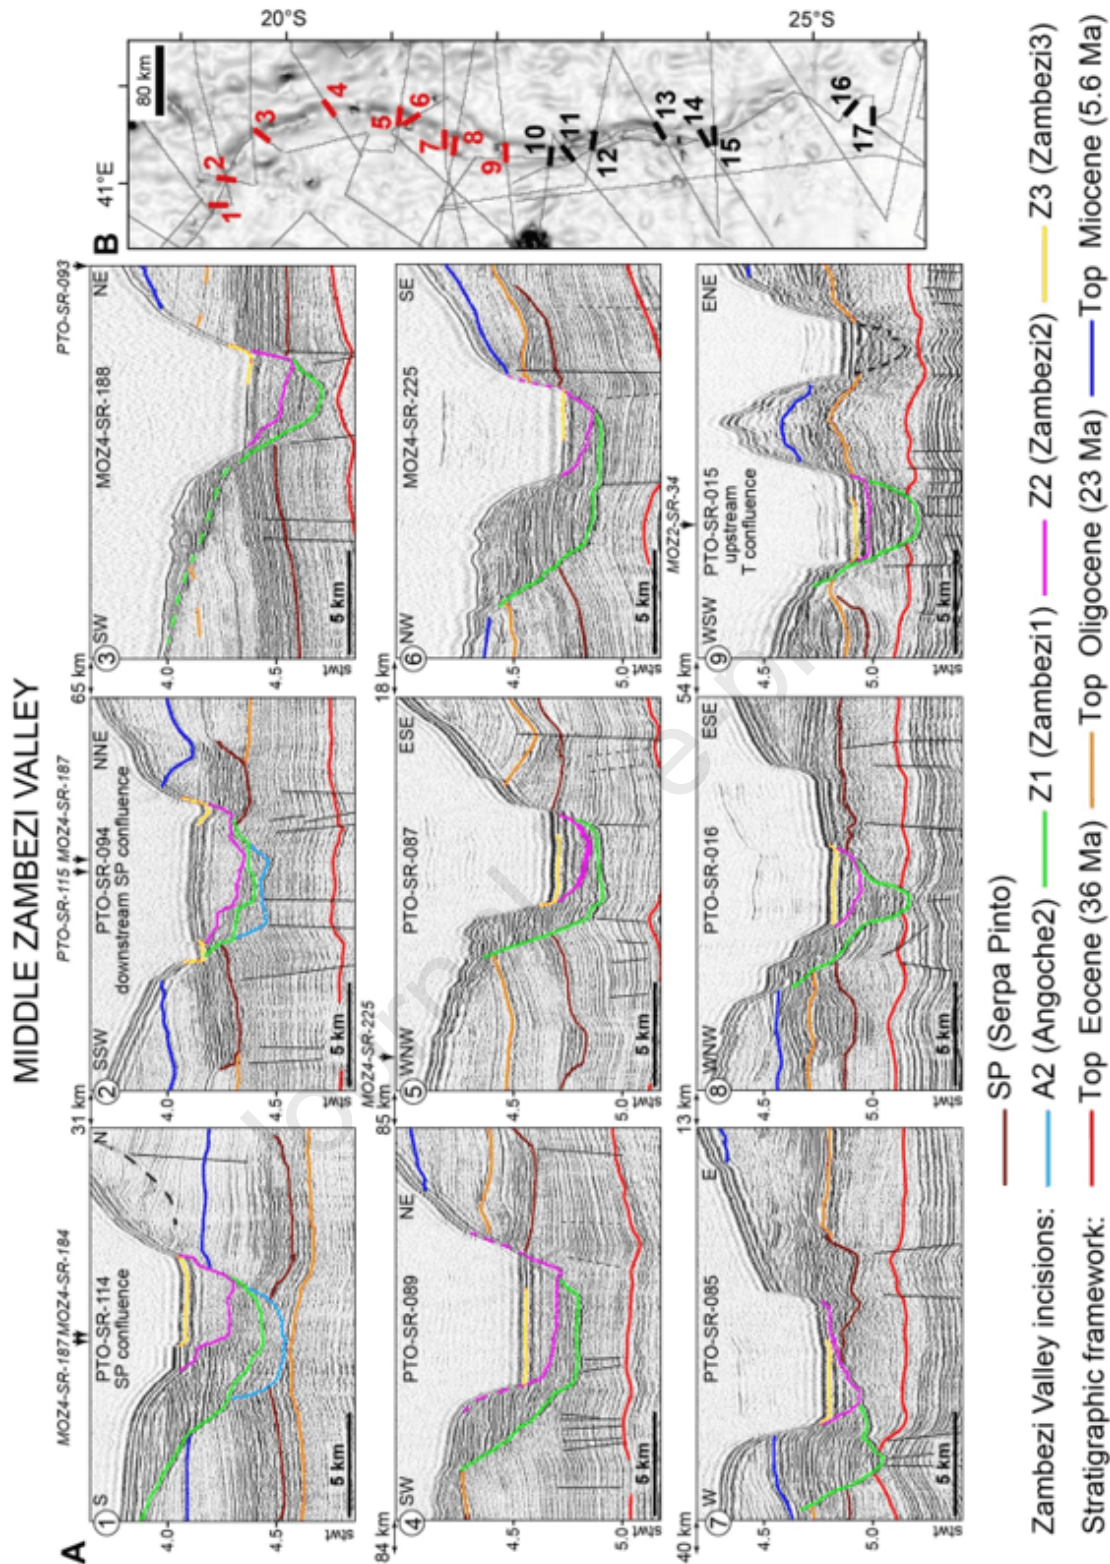 MIDDLE ZAMBEZI VALLEY
A
MOZ4-SR-187 MOZ4-SR-184
1
S
PTO-SR-114
SP confluence
N
4.0
4.5
stwt
5 km
31 km
PTO-SR-115 MOZ4-SR-187
2
SSW
PTO-SR-094
downstream SP confluence
NNE
4.0
4.5
stwt
5 km
65 km
PTO-SR-093
3
SW
MOZ4-SR-188
NE
4.0
4.5
stwt
5 km
84 km
4
SW
PTO-SR-089
NE
4.5
5.0
stwt
5 km
85 km
MOZ4-SR-225
5
WNW
PTO-SR-087
ESE
4.5
5.0
stwt
5 km
18 km
6
NW
MOZ4-SR-225
SE
4.5
5.0
stwt
5 km
40 km
7
W
PTO-SR-085
E
4.5
5.0
stwt
5 km
13 km
8
WNW
PTO-SR-016
ESE
4.5
5.0
stwt
5 km
54 km
MOZ2-SR-34
9
WSW
PTO-SR-015
upstream
T confluence
ENE
4.5
5.0
stwt
5 km
B
41°E
80 km
20°S
25°S
1
2
3
4
5
6
7
8
9
10
11
12
13
14
15
16
17
SP (Serpa Pinto)
Zambezi Valley incisions: A2 (Angoche2) Z1 (Zambezi1) Z2 (Zambezi2) Z3 (Zambezi3)
Stratigraphic framework: Top Eocene (36 Ma) Top Oligocene (23 Ma) Top Miocene (5.6 Ma)